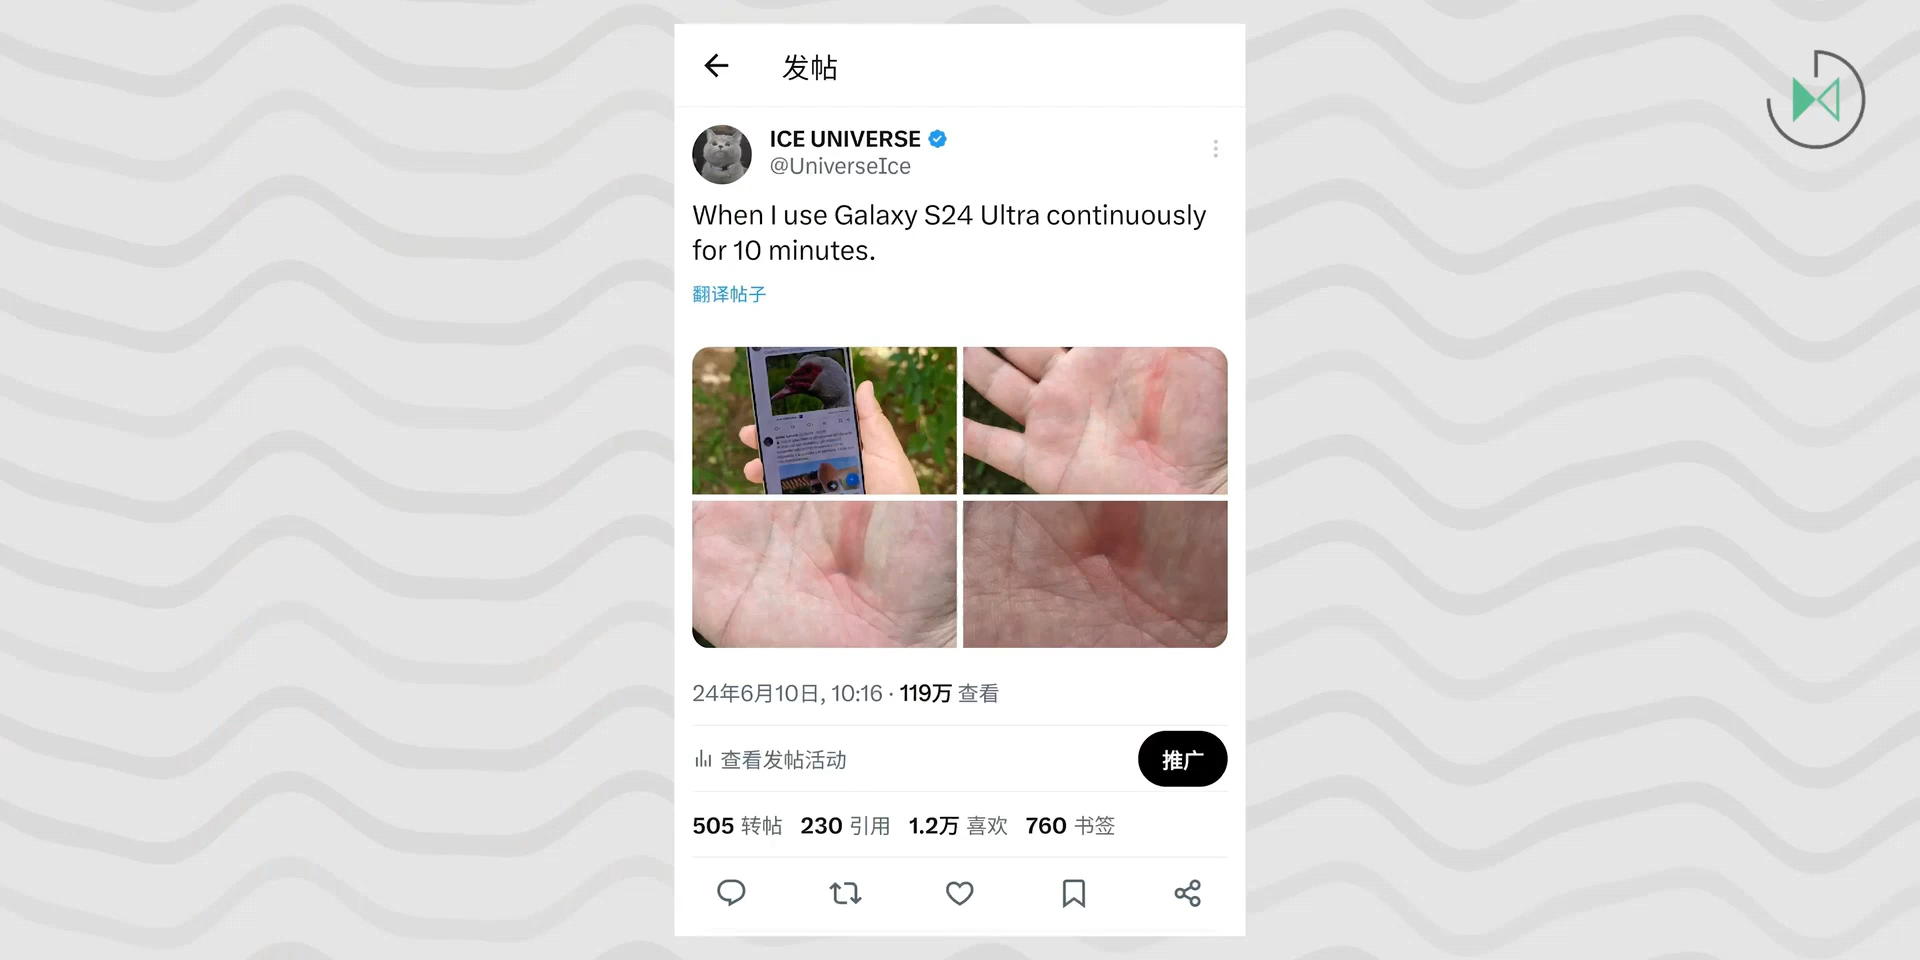 发帖
ICE UNIVERSE
@UniverseIce
When I use Galaxy S24 Ultra continuously
for 10 minutes.
翻译帖子
24年6月10日, 10:16 · 119万 查看
查看发帖活动
推广
505 转帖 230 引用 1.2万 喜欢 760 书签